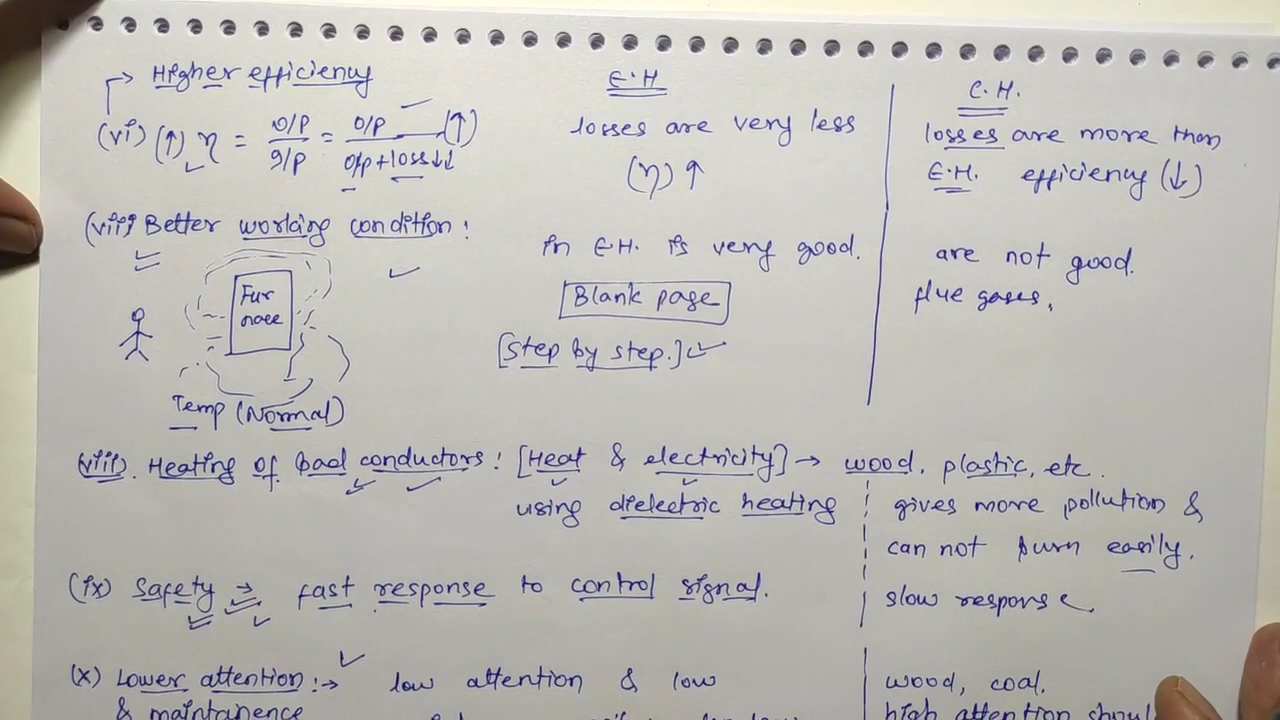 Higher efficiency
E.H
C.H.
(vi) (↑) η = O/P / I/P = O/P / O/P + loss↓↓ (↑)
losses are very less
losses are more than
(η) ↑
E.H. efficiency (↓)
(vii) Better working condition :
in E.H. is very good.
are not good.
Fur
nace
Blank page
flue gases.
[Step by step.]
Temp (Normal)
(viii). Heating of bad conductors : [Heat & electricity] → wood, plastic, etc.
using dielectric heating
gives more pollution &
can not burn easily.
(ix) Safety → fast response to control signal.
slow response.
(x) Lower attention :→ low attention & low
wood, coal.
& maintanence
high attention